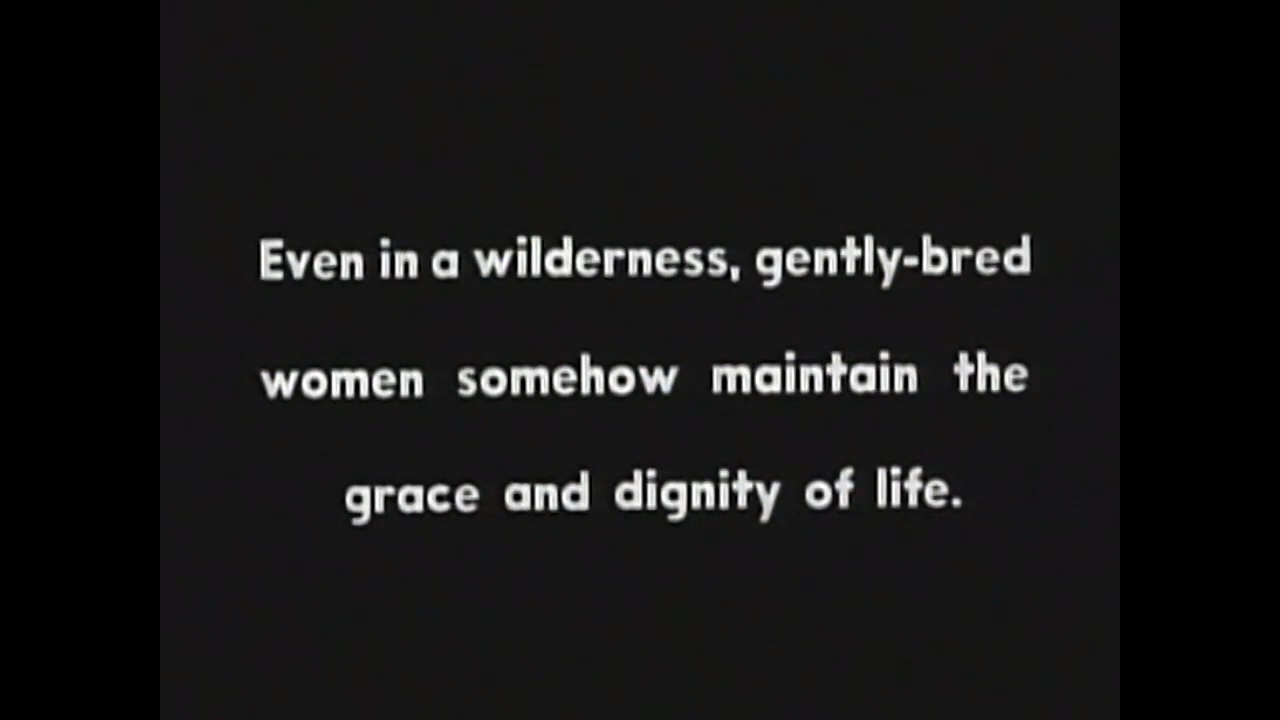 Even in a wilderness, gently-bred
women somehow maintain the
grace and dignity of life.